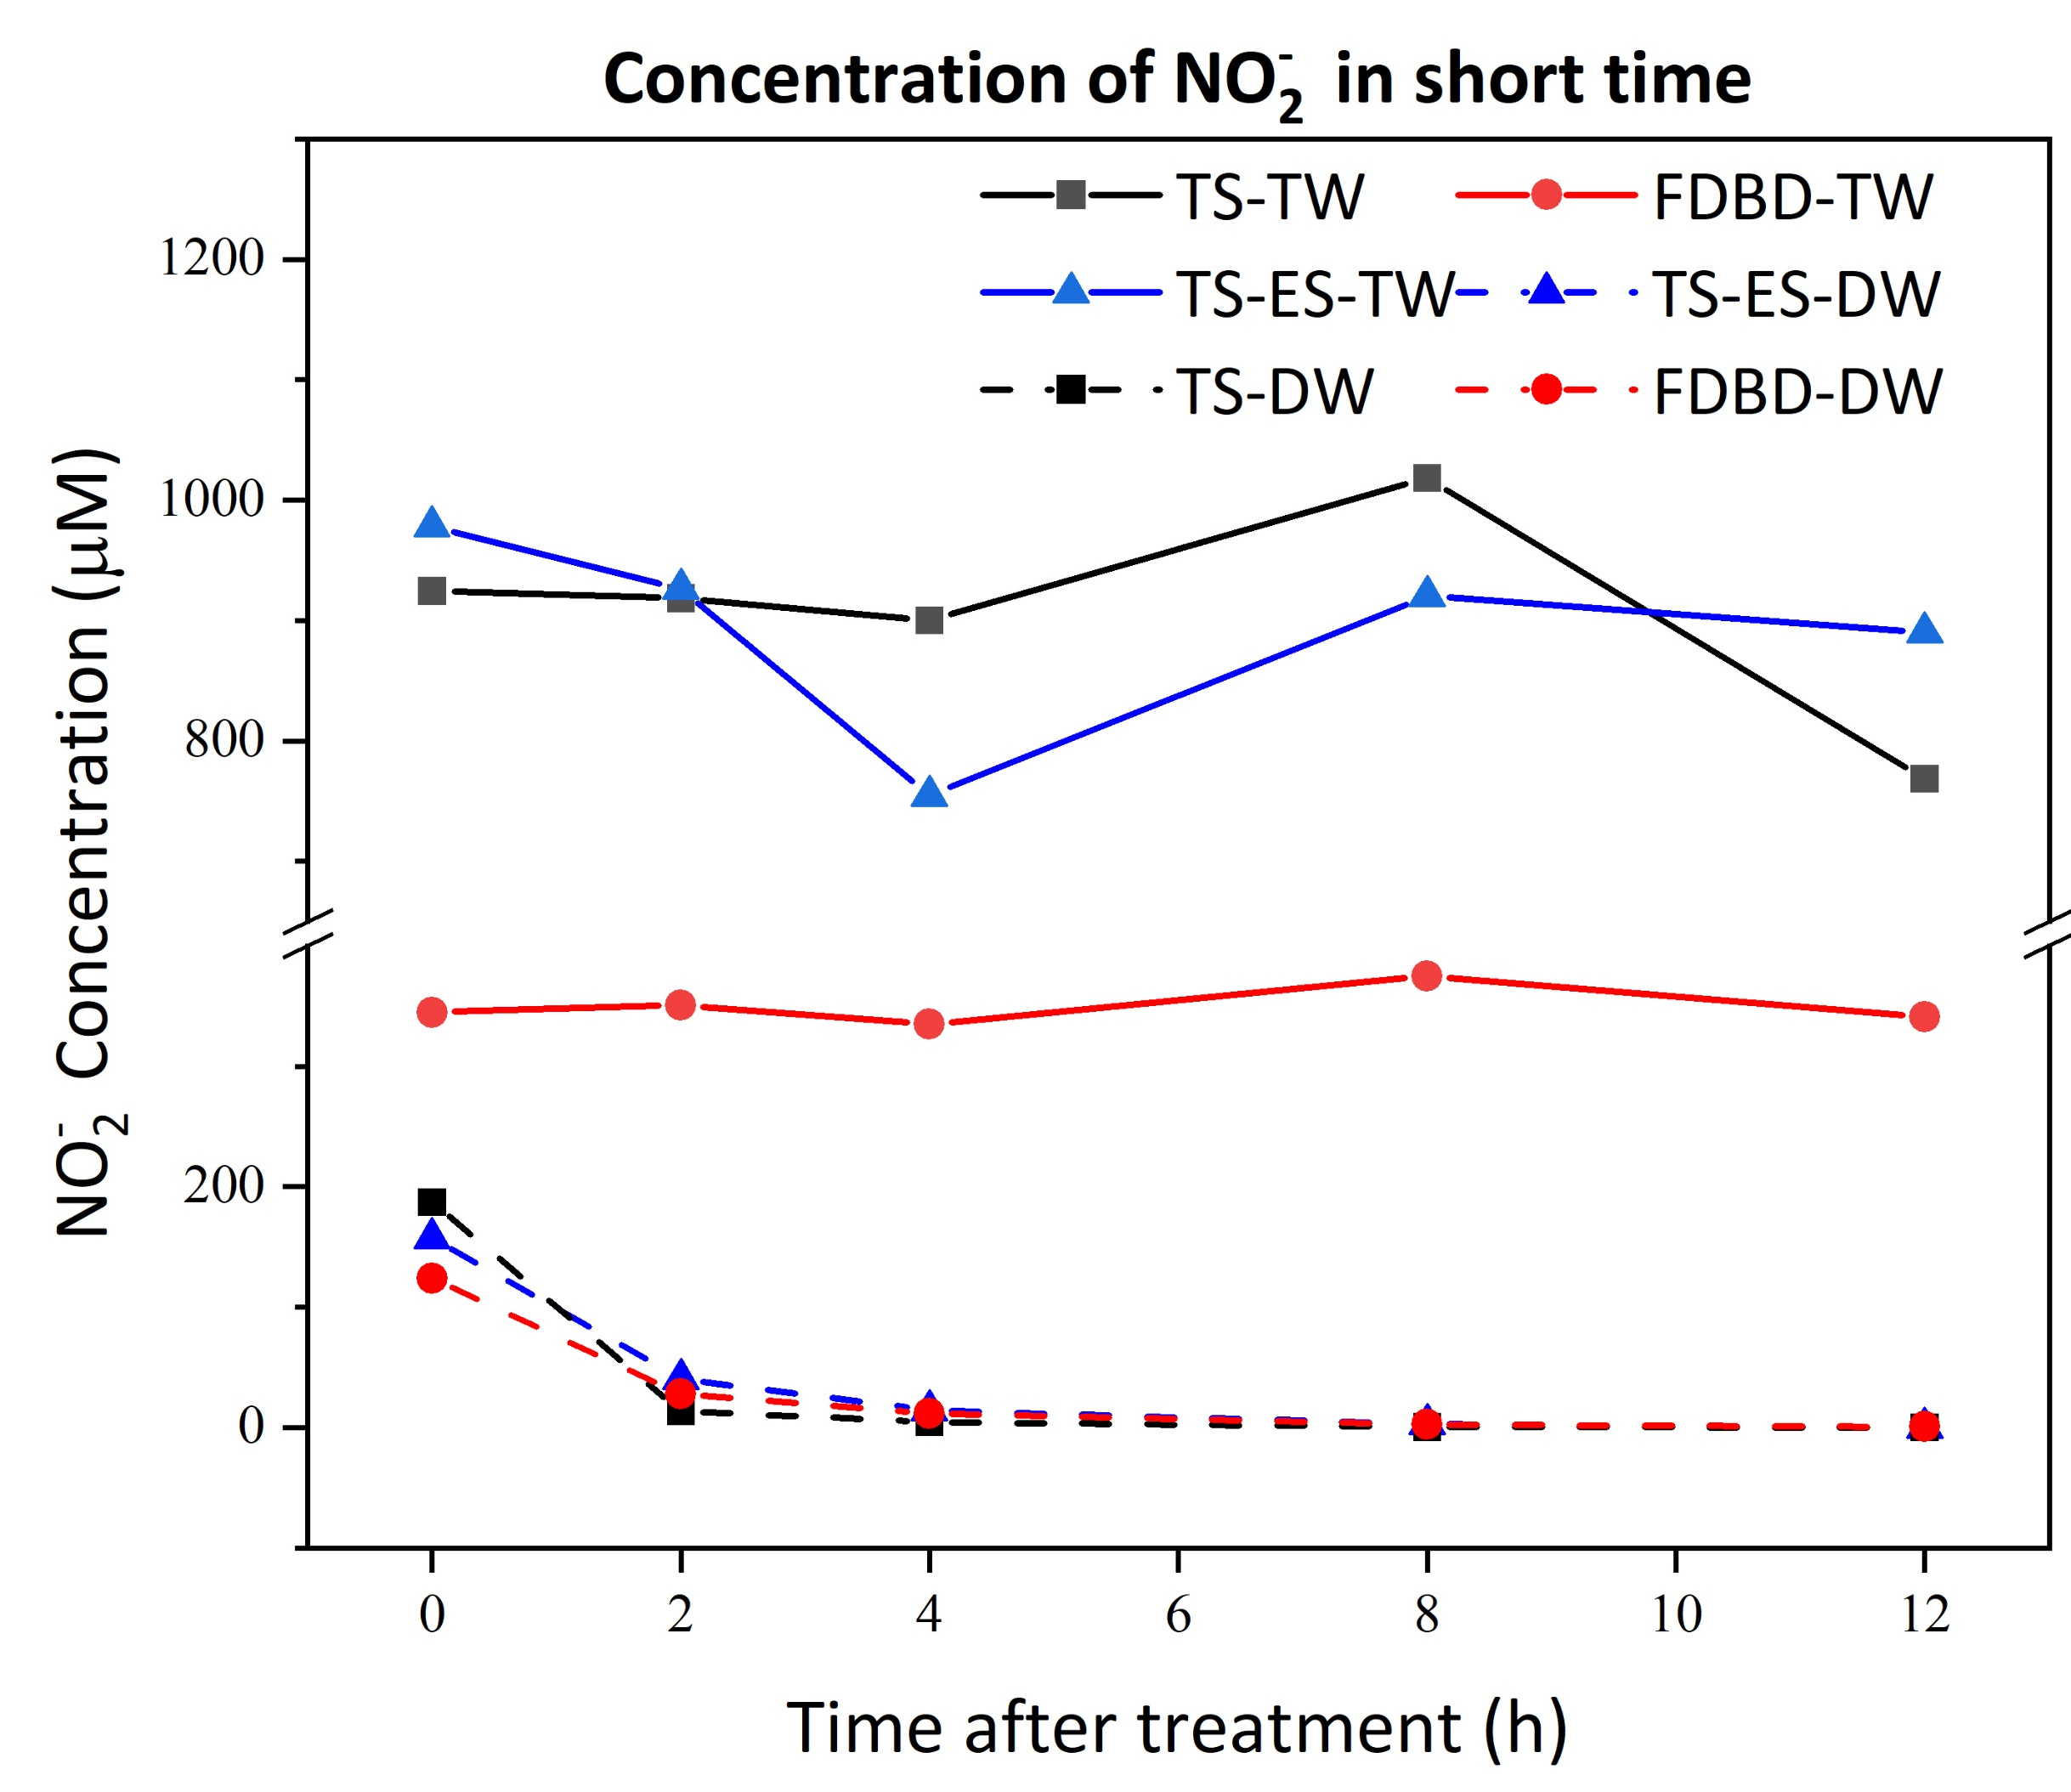 Concentration of NO₂⁻ in short time
TS-TW FDBD-TW
TS-ES-TW TS-ES-DW
TS-DW FDBD-DW
NO₂⁻ Concentration (µM)
1200
1000
800
200
0
0 2 4 6 8 10 12
Time after treatment (h)